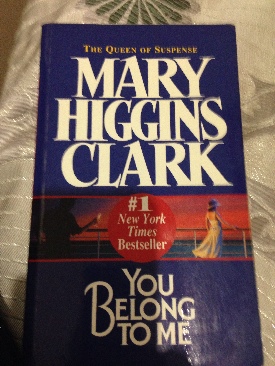 THE QUEEN OF SUSPENSE
MARY
HIGGINS
CLARK
#1
New York
Times
Bestseller
YOU
BELONG
TO ME